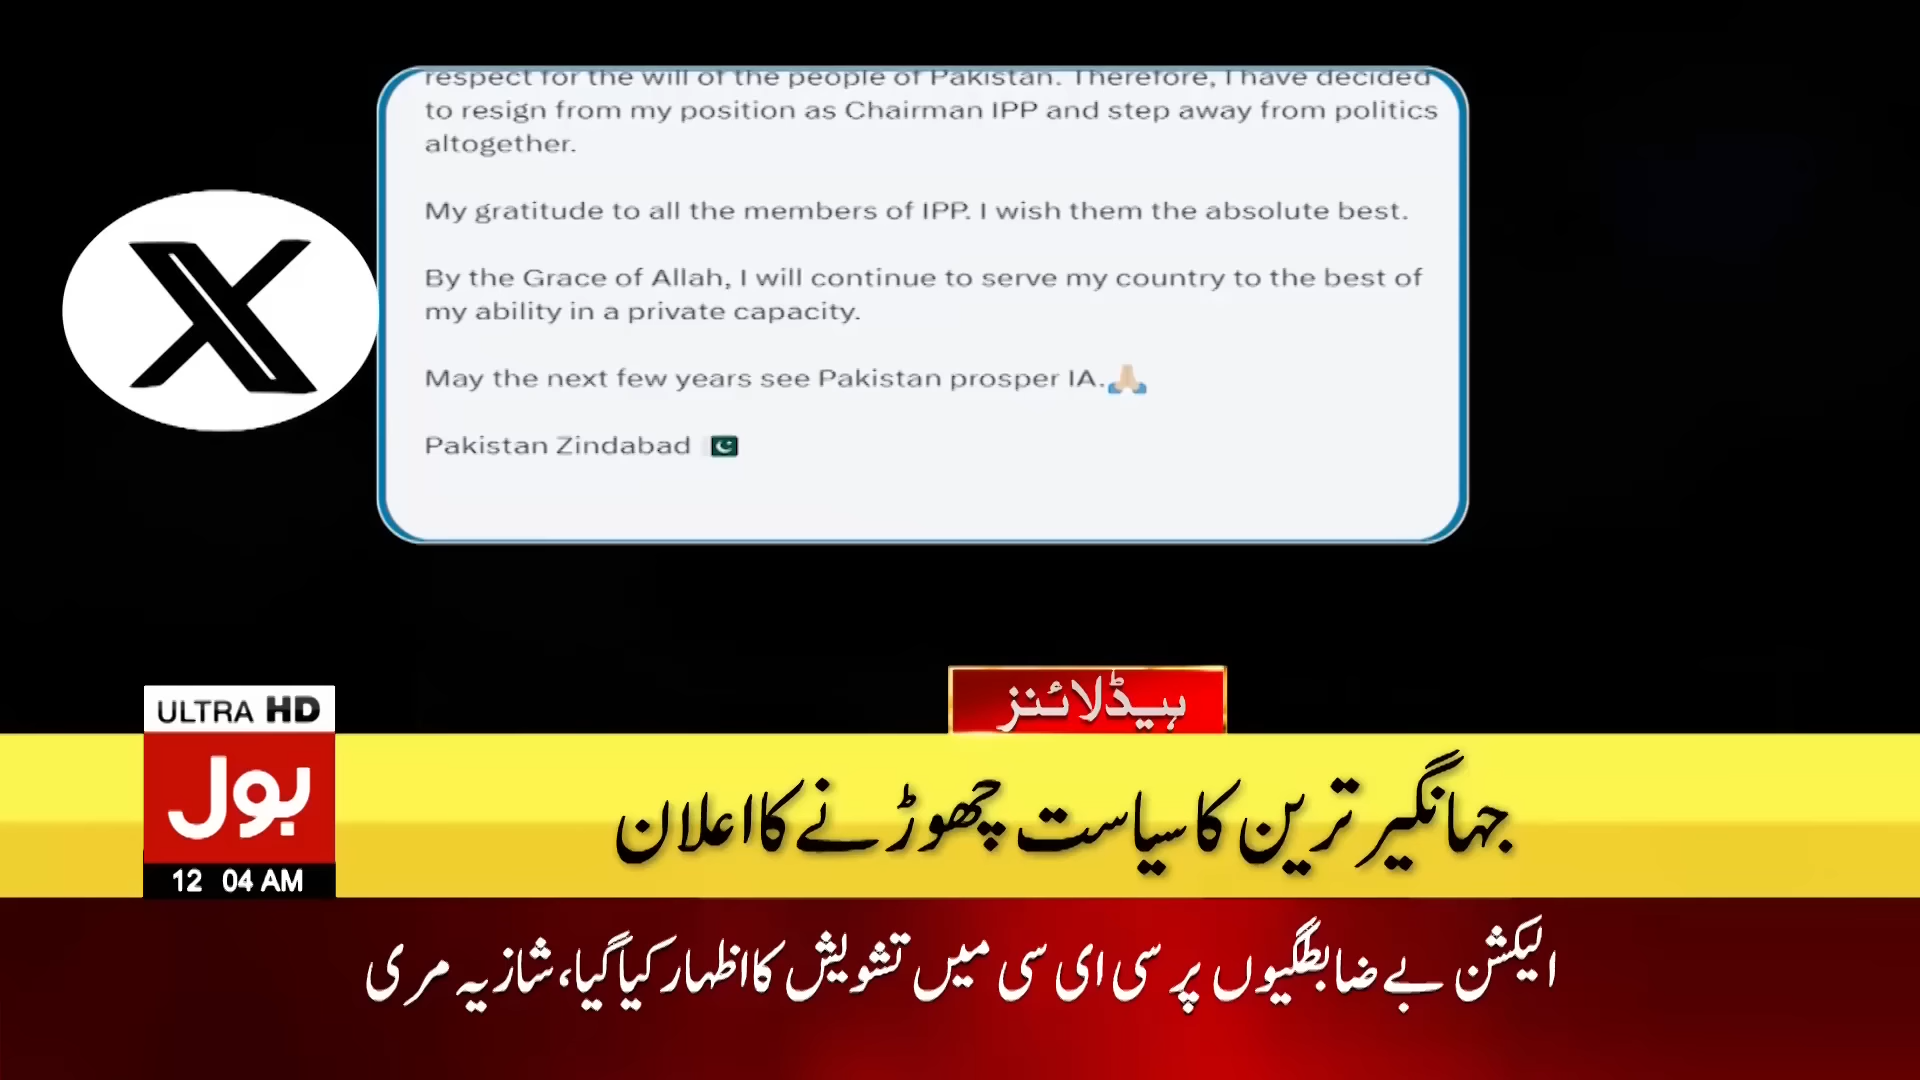 respect for the will of the people of Pakistan. Therefore, I have decided
to resign from my position as Chairman IPP and step away from politics
altogether.
My gratitude to all the members of IPP. I wish them the absolute best.
By the Grace of Allah, I will continue to serve my country to the best of
my ability in a private capacity.
May the next few years see Pakistan prosper IA.🙏🏼
Pakistan Zindabad 🇵🇰
ہیڈلائنز
ULTRA HD
بول
12 04 AM
جہانگیر ترین کا سیاست چھوڑنے کا اعلان
الیکشن بے ضابطگیوں پر سی ای سی میں تشویش کا اظہار کیا گیا، شازیہ مری